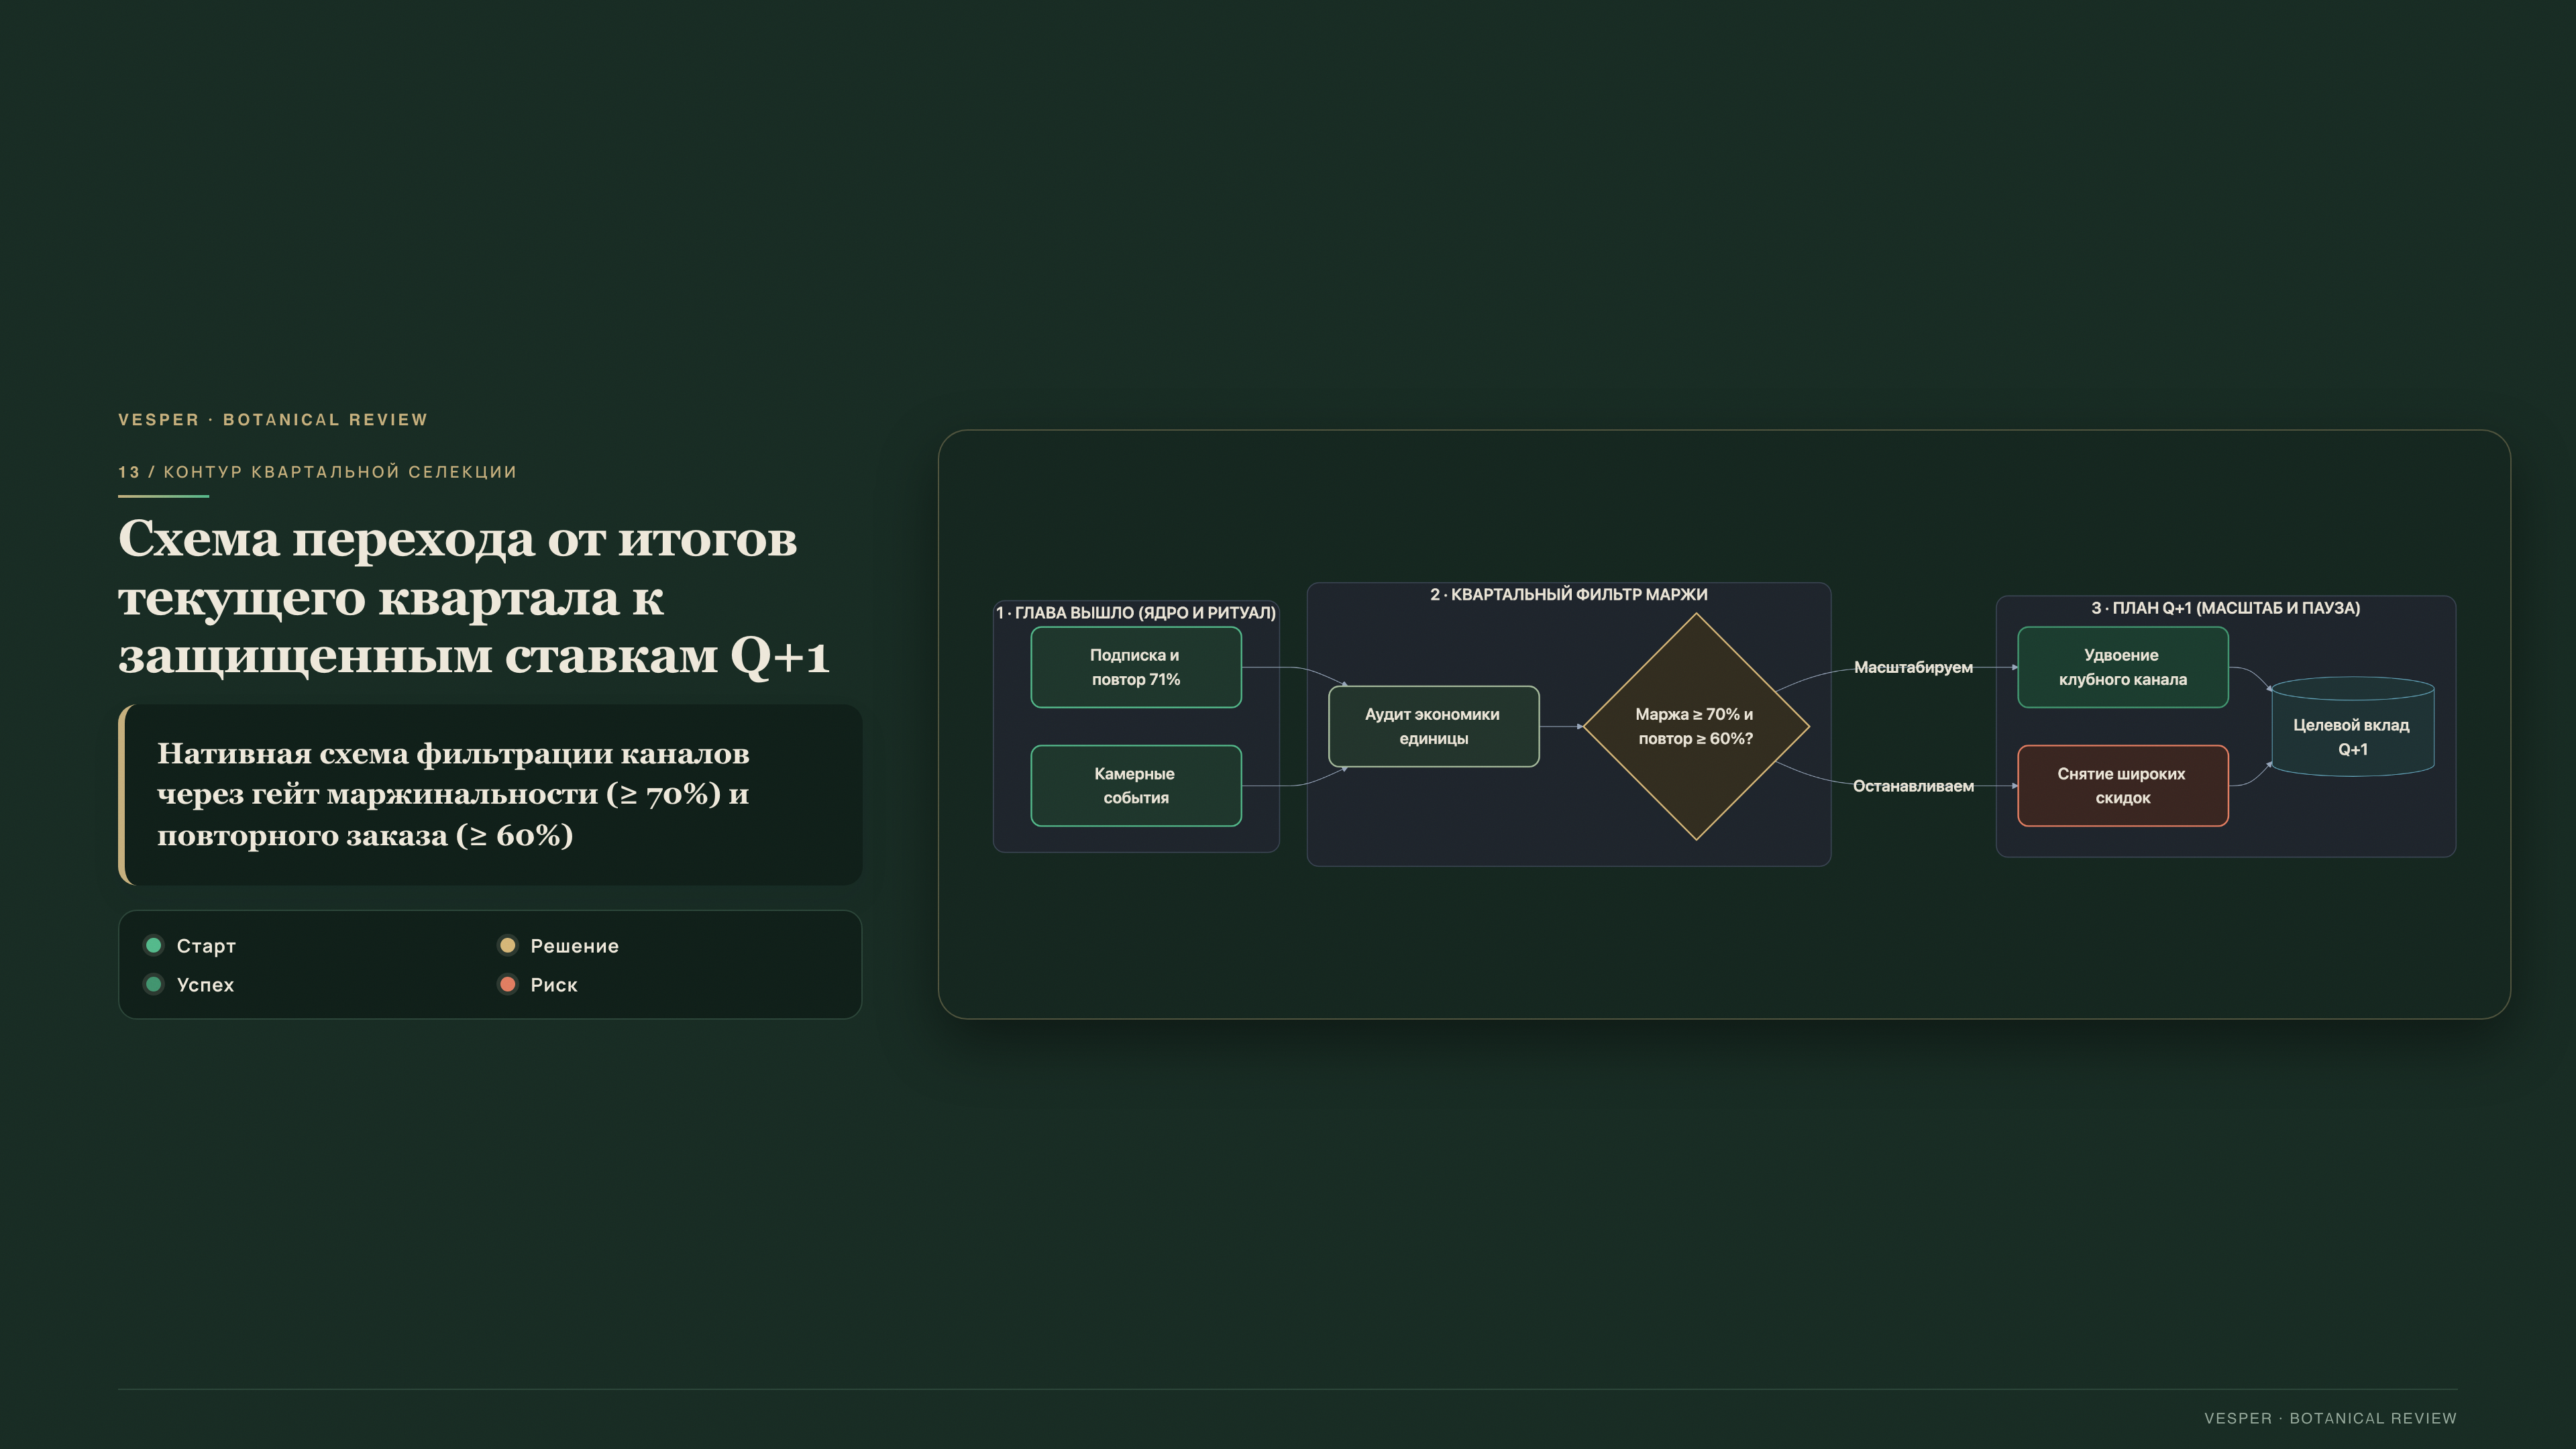 VESPER · BOTANICAL REVIEW
13 / КОНТУР КВАРТАЛЬНОЙ СЕЛЕКЦИИ
Схема перехода от итогов
текущего квартала к
защищенным ставкам Q+1
Нативная схема фильтрации каналов
через гейт маржинальности (≥ 70%) и
повторного заказа (≥ 60%)
Старт
Решение
Успех
Риск
1 · ГЛАВА ВЫШЛО (ЯДРО И РИТУАЛ)
Подписка и
повтор 71%
Камерные
события
2 · КВАРТАЛЬНЫЙ ФИЛЬТР МАРЖИ
Аудит экономики
единицы
Маржа ≥ 70% и
повтор ≥ 60%?
Масштабируем
Останавливаем
3 · ПЛАН Q+1 (МАСШТАБ И ПАУЗА)
Удвоение
клубного канала
Снятие широких
скидок
Целевой вклад
Q+1
VESPER · BOTANICAL REVIEW